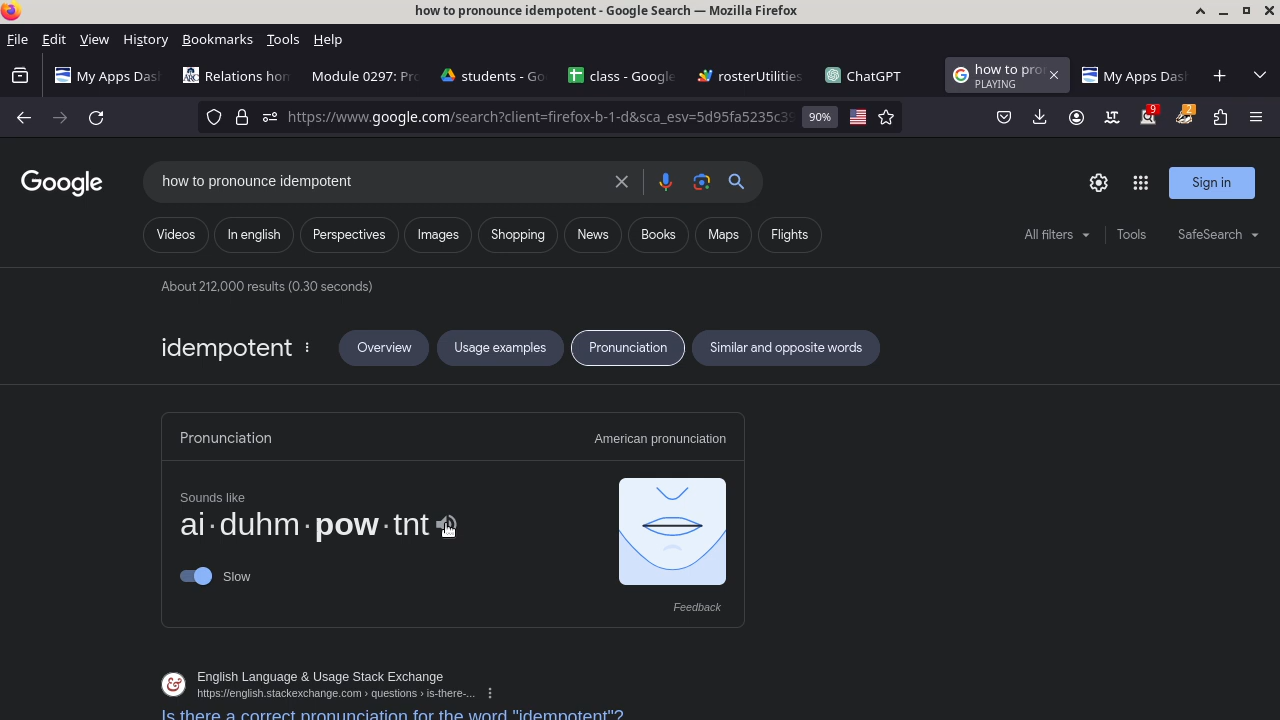 how to pronounce idempotent - Google Search — Mozilla Firefox
File Edit View History Bookmarks Tools Help
My Apps Das
Relations hon
Module 0297: Pro
students - Go
class - Google
rosterUtilities
ChatGPT
how to pro
PLAYING
My Apps Das
https://www.google.com/search?client=firefox-b-1-d&sca_esv=5d95fa5235c39
90%
9
2
Google
how to pronounce idempotent
Sign in
Videos
In english
Perspectives
Images
Shopping
News
Books
Maps
Flights
All filters
Tools
SafeSearch
About 212,000 results (0.30 seconds)
idempotent
Overview
Usage examples
Pronunciation
Similar and opposite words
Pronunciation
American pronunciation
Sounds like
ai·duhm·pow·tnt
Slow
Feedback
English Language & Usage Stack Exchange
https://english.stackexchange.com › questions › is-there-...
Is there a correct pronunciation for the word "idempotent"?